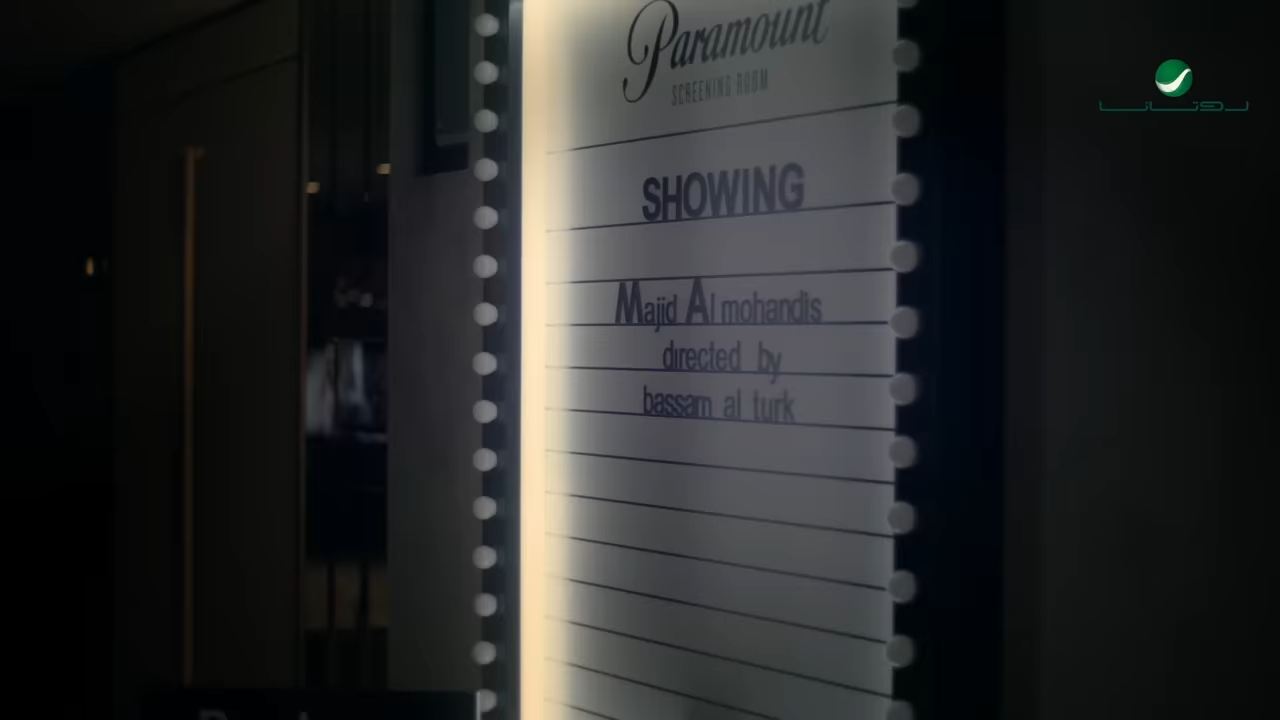 Paramount
SCREENING ROOM
روتانا
SHOWING
Majid Al mohandis
directed by
bassam al turk